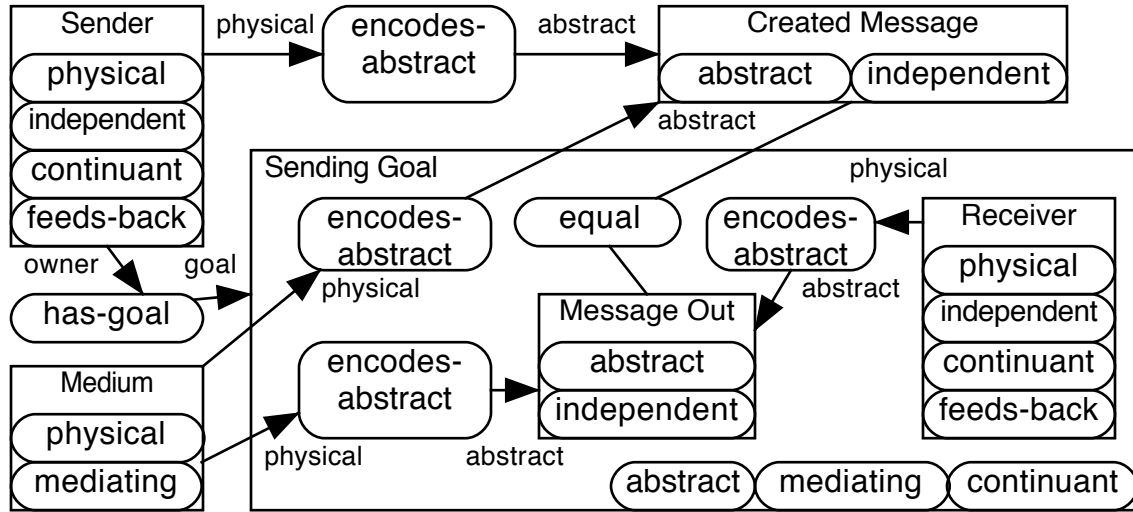 Sender
physical
independent
continuant
feeds-back
physical
encodes-
abstract
abstract
Created Message
abstract
independent
abstract
owner
goal
has-goal
Sending Goal
encodes-
abstract
physical
equal
physical
encodes-
abstract
abstract
Receiver
physical
independent
continuant
feeds-back
Message Out
abstract
independent
Medium
physical
mediating
physical
encodes-
abstract
abstract
abstract
mediating
continuant